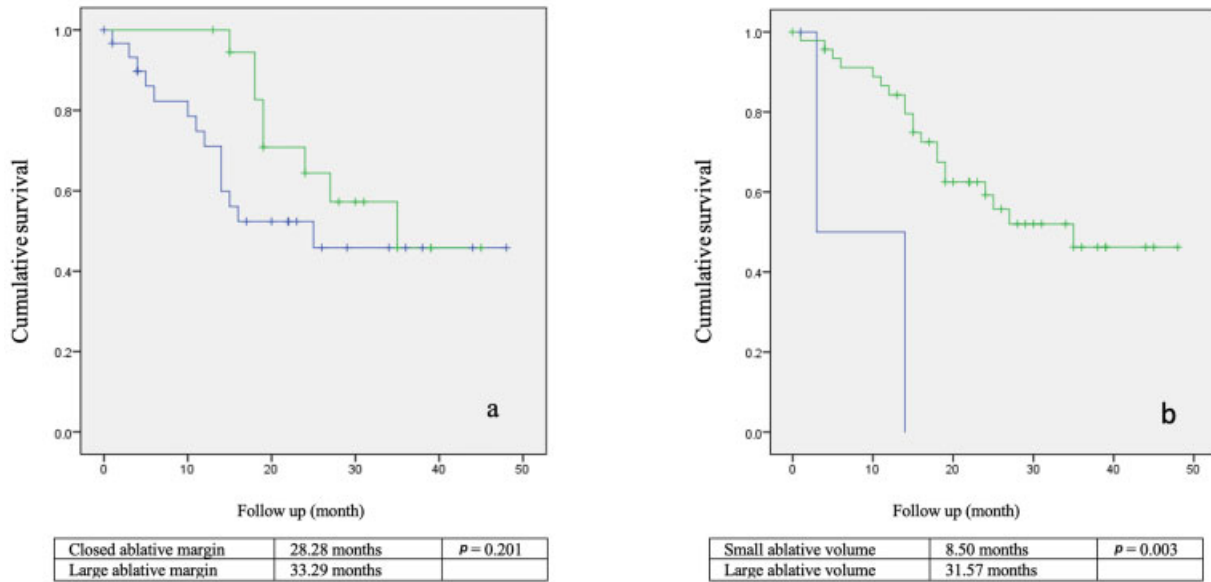 1.0
0.8
0.6
0.4
0.2
0.0
Cumulative survival
a
0 10 20 30 40 50
Follow up (month)
Closed ablative margin 28.28 months p = 0.201
Large ablative margin 33.29 months
1.0
0.8
0.6
0.4
0.2
0.0
Cumulative survival
b
0 10 20 30 40 50
Follow up (month)
Small ablative volume 8.50 months p = 0.003
Large ablative volume 31.57 months